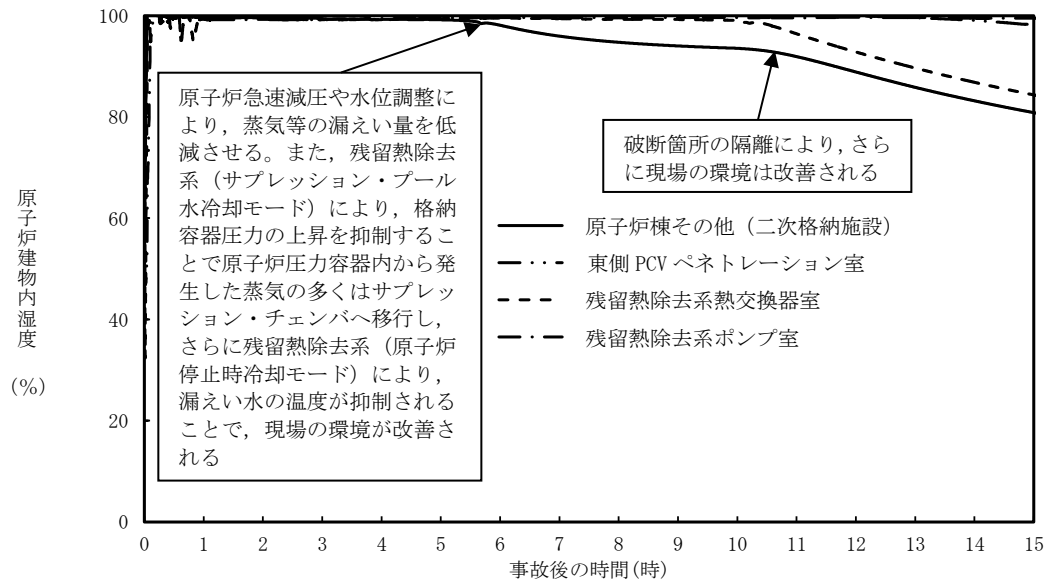 100
80
60
40
20
0
原子炉建物内湿度
(%)
原子炉急速減圧や水位調整に
より，蒸気等の漏えい量を低
減させる。また，残留熱除去
系（サプレッション・プール
水冷却モード）により，格納
容器圧力の上昇を抑制するこ
とで原子炉圧力容器内から発
生した蒸気の多くはサプレッ
ション・チェンバへ移行し，
さらに残留熱除去系（原子炉
停止時冷却モード）により，
漏えい水の温度が抑制される
ことで，現場の環境が改善さ
れる
破断箇所の隔離により，さら
に現場の環境は改善される
原子炉棟その他（二次格納施設）
東側 PCV ペネトレーション室
残留熱除去系熱交換器室
残留熱除去系ポンプ室
0 1 2 3 4 5 6 7 8 9 10 11 12 13 14 15
事故後の時間(時)